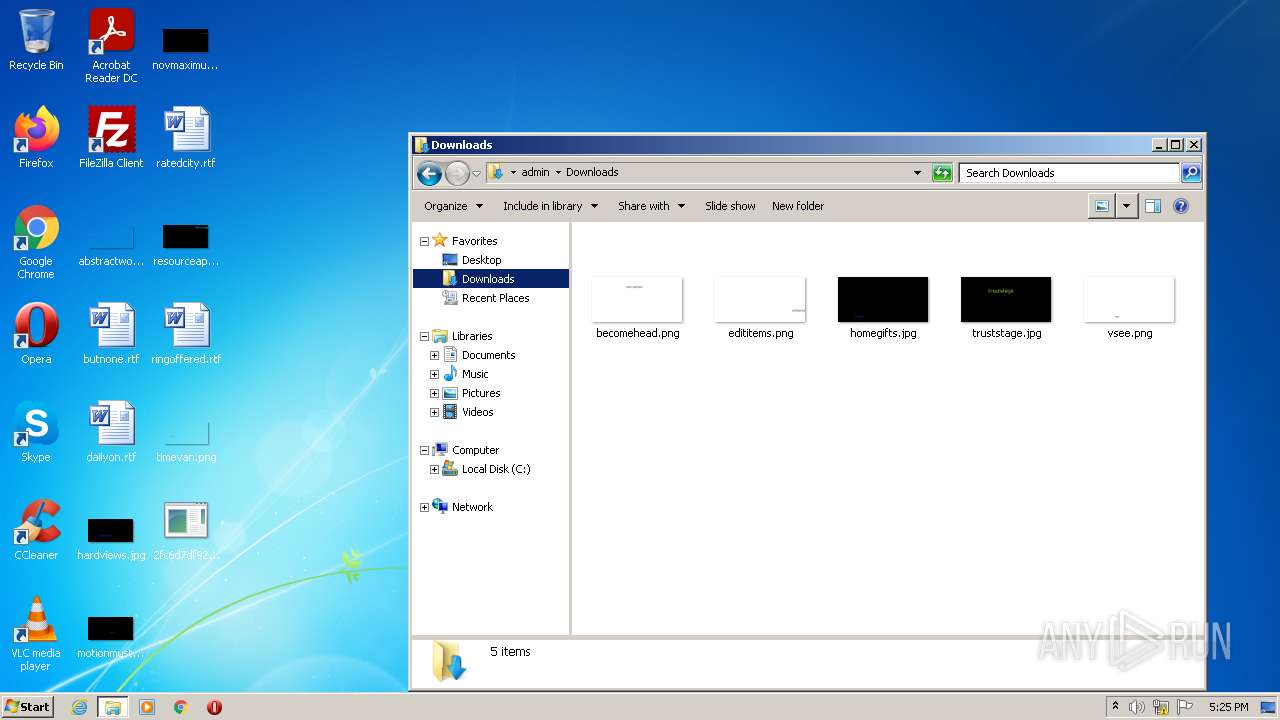 Recycle Bin
Acrobat
Reader DC
novmaximu...
Firefox
FileZilla Client
ratedcity.rtf
Google
Chrome
abstractwo...
resourceap...
Opera
butnone.rtf
ringoffered.rtf
Skype
dailyon.rtf
timevan.png
CCleaner
hardviews.jpg
2fc6d7df92...
VLC media
player
motionmust...
Downloads
admin Downloads
Search Downloads
Organize
Include in library
Share with
Slide show
New folder
Favorites
Desktop
Downloads
Recent Places
Libraries
Documents
Music
Pictures
Videos
Computer
Local Disk (C:)
Network
becomehead.png
edititems.png
truststage
homegifts.jpg
truststage.jpg
vsee.png
5 items
ANY RUN
Start
5:25 PM